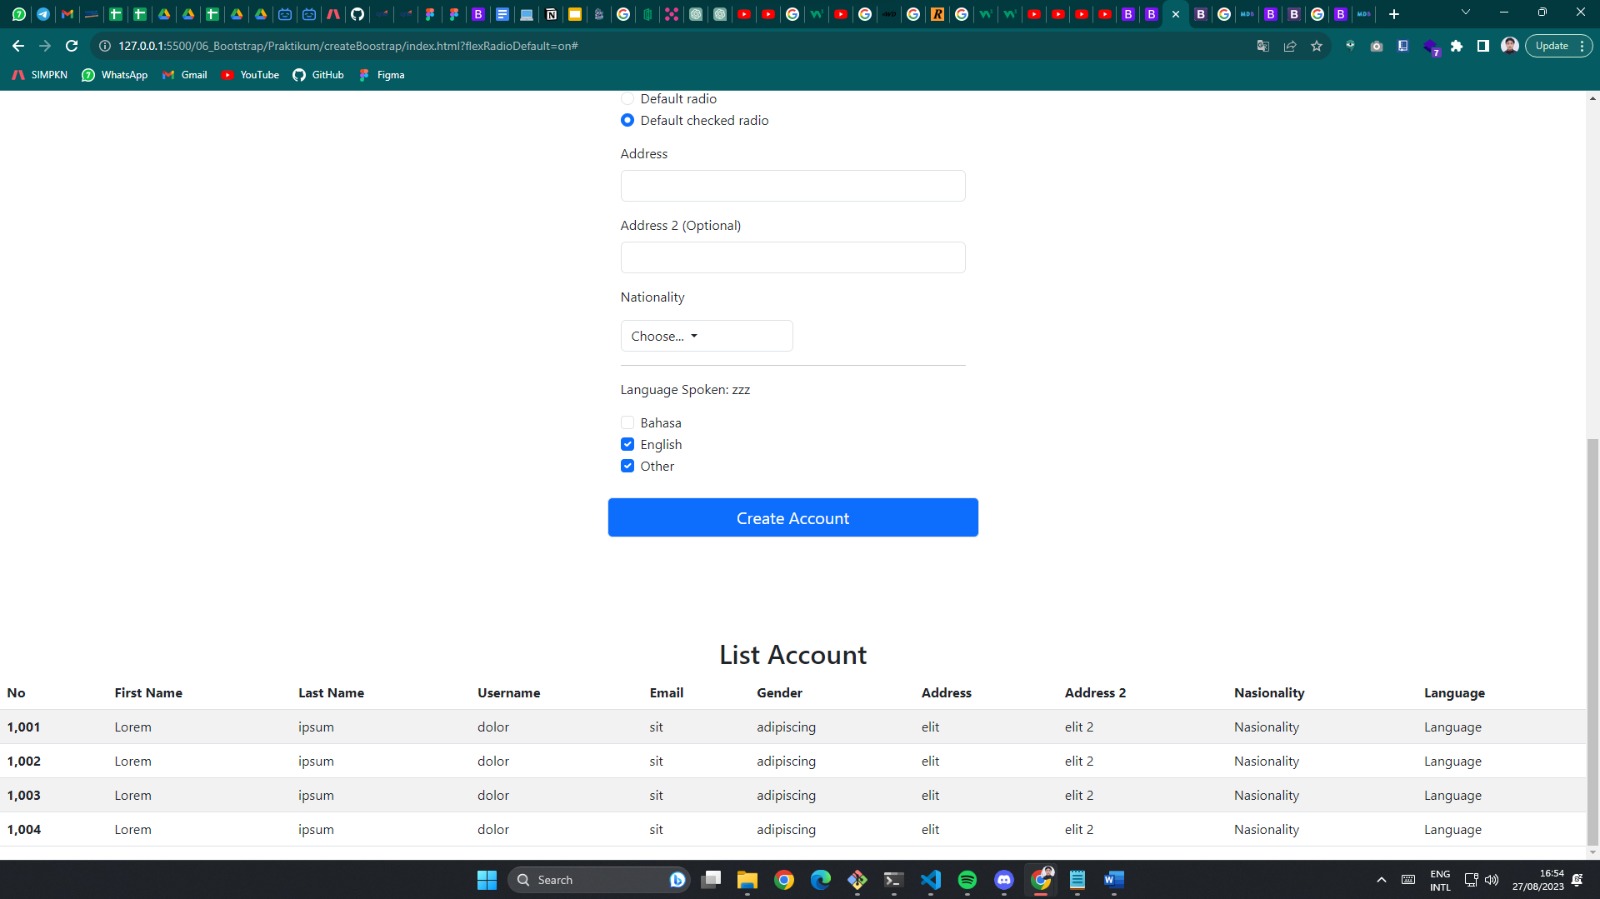 127.0.0.1:5500/06_Bootstrap/Praktikum/createBoostrap/index.html?flexRadioDefault=on#
7
Update
SIMPKN WhatsApp Gmail YouTube GitHub Figma
Default radio
Default checked radio
Address
Address 2 (Optional)
Nationality
Choose...
Language Spoken: zzz
Bahasa
English
Other
Create Account
List Account
No First Name Last Name Username Email Gender Address Address 2 Nasionality Language
1,001 Lorem ipsum dolor sit adipiscing elit elit 2 Nasionality Language
1,002 Lorem ipsum dolor sit adipiscing elit elit 2 Nasionality Language
1,003 Lorem ipsum dolor sit adipiscing elit elit 2 Nasionality Language
1,004 Lorem ipsum dolor sit adipiscing elit elit 2 Nasionality Language
Search
ENG
INTL
16:54
27/08/2023